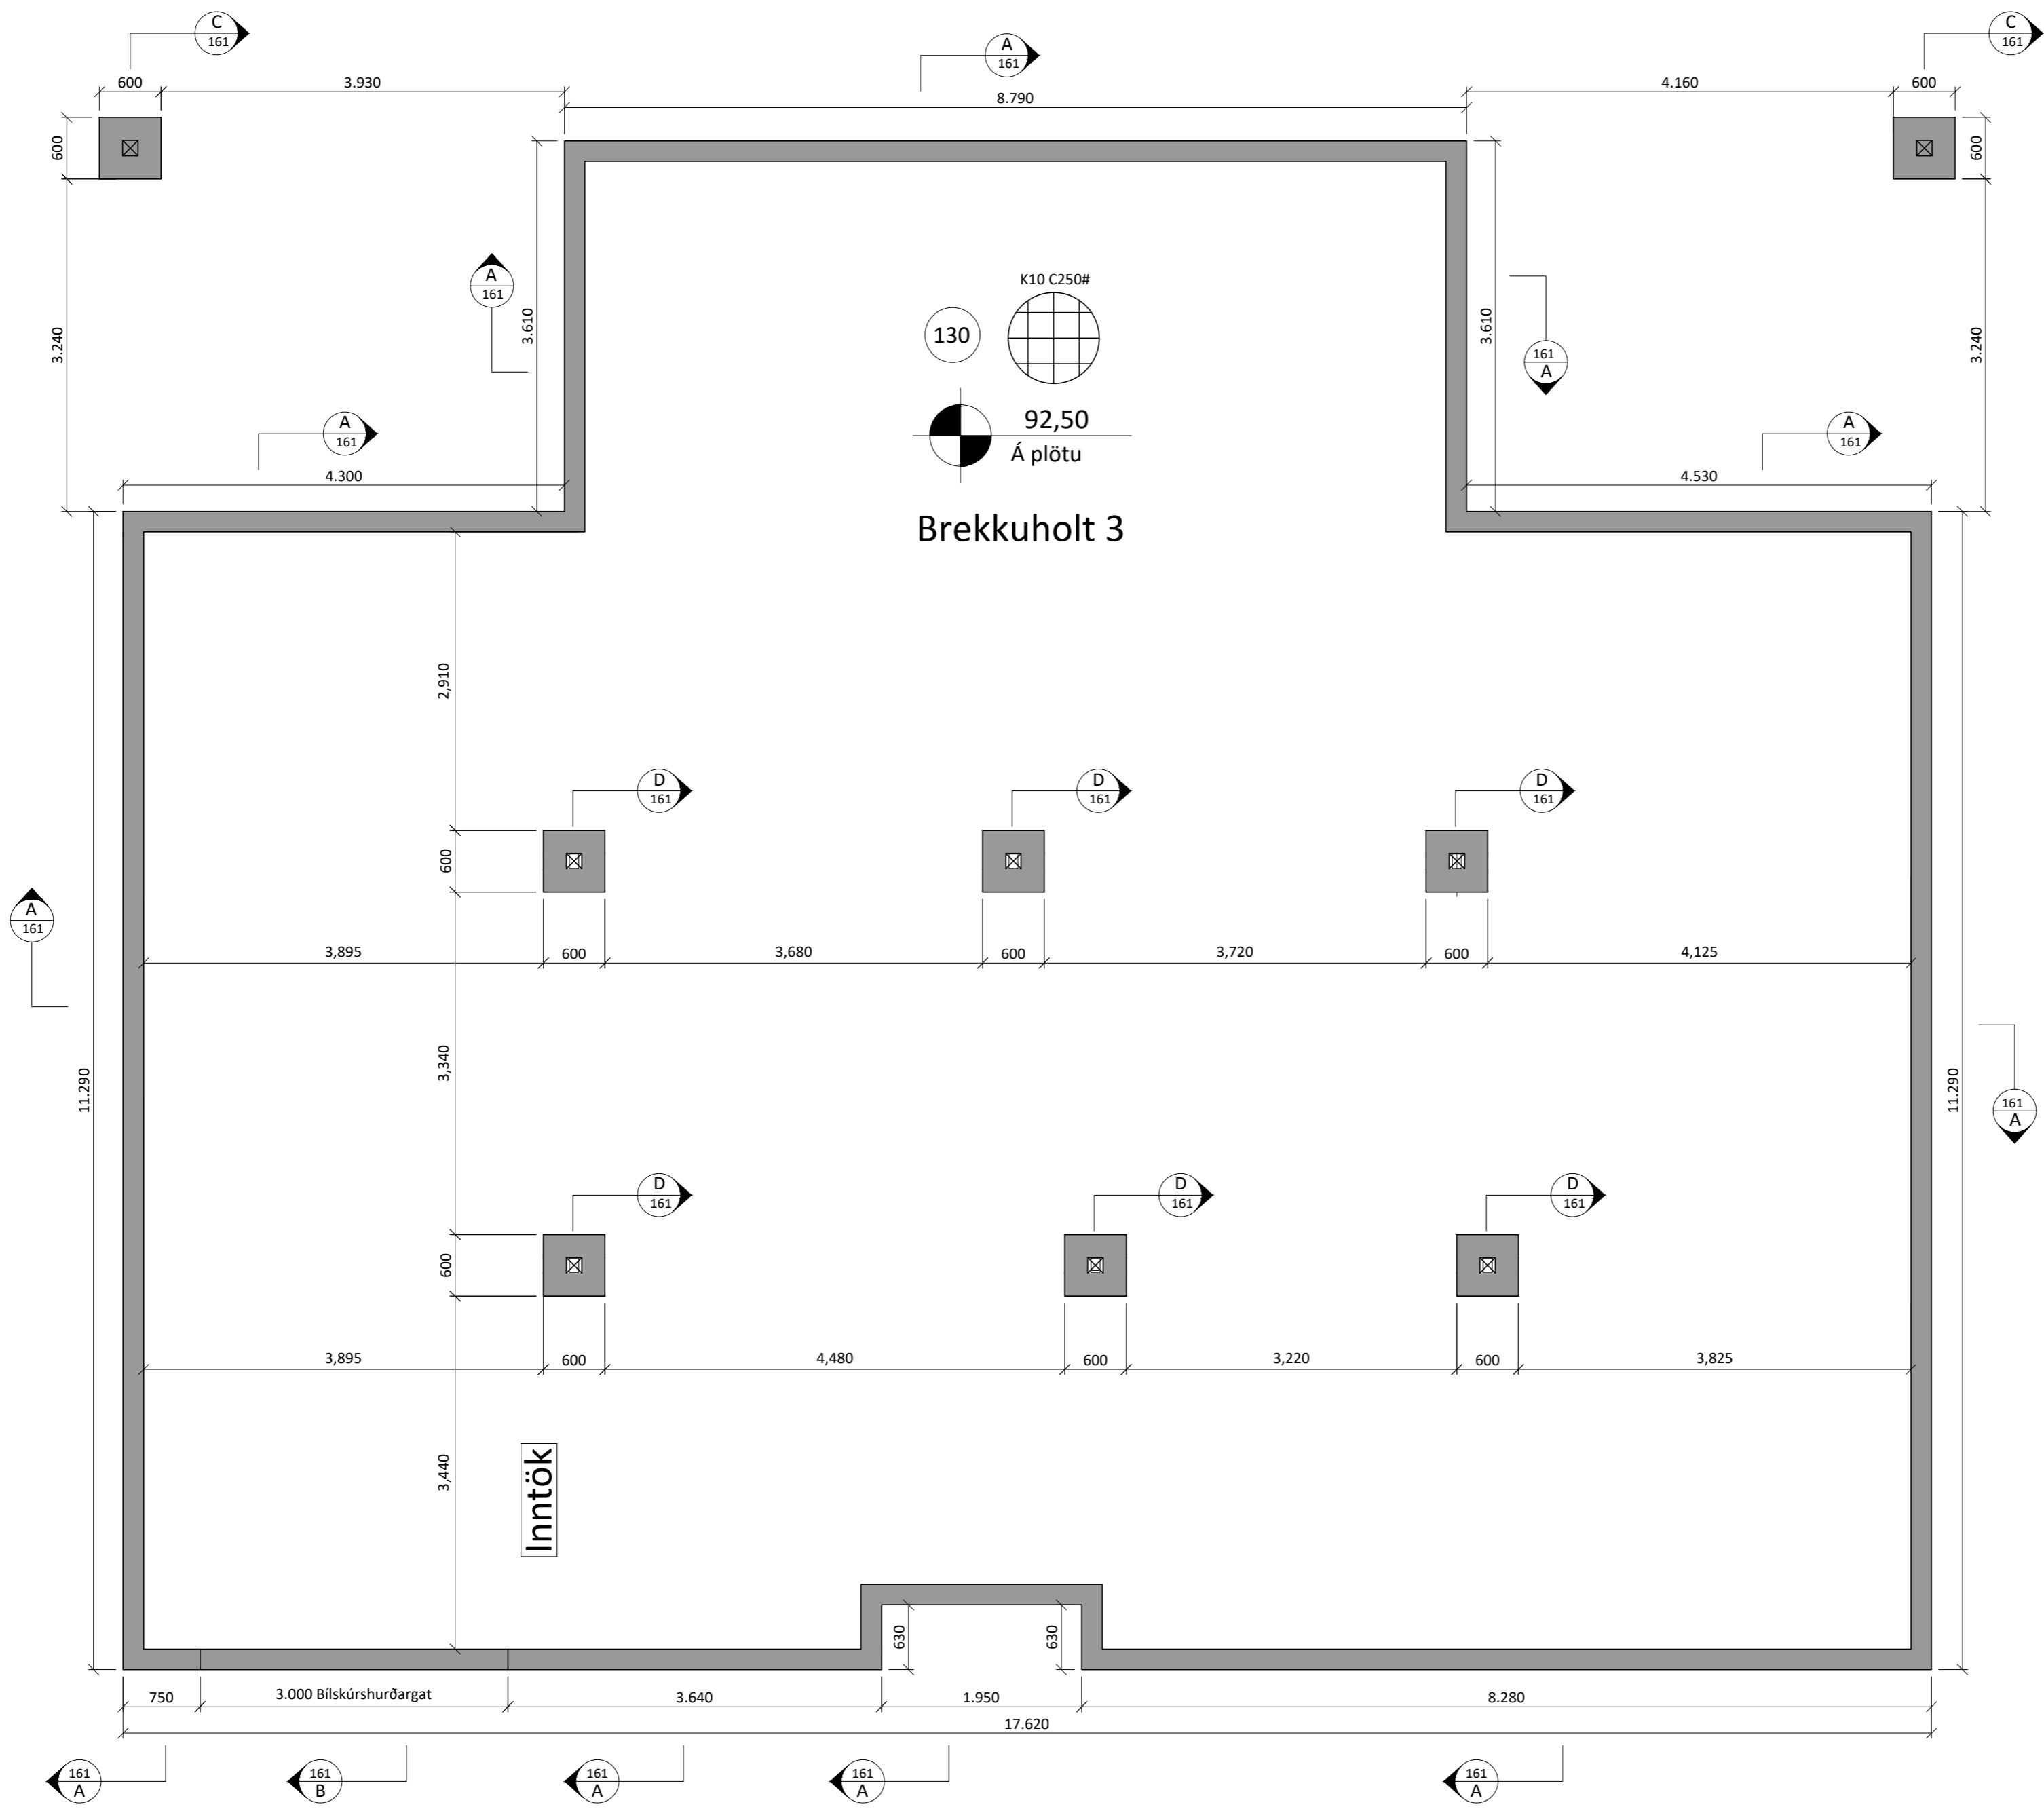 C
161
A
161
C
161
600
3.930
8.790
4.160
600
600
600
A
161
3.610
3.240
K10 C250#
130
92,50
Á plötu
3.610
161
A
3.240
A
161
A
161
4.300
4.530
Brekkuholt 3
2,910
D
161
D
161
D
161
600
A
161
3,895
600
3,680
600
3,720
600
4,125
11.290
3,340
11.290
161
A
D
161
D
161
D
161
600
3,895
600
4,480
600
3,220
600
3,825
3,440
Inntök
630
630
750
3.000 Bílskúrshurðargat
3.640
1.950
8.280
17.620
161
A
161
B
161
A
161
A
161
A